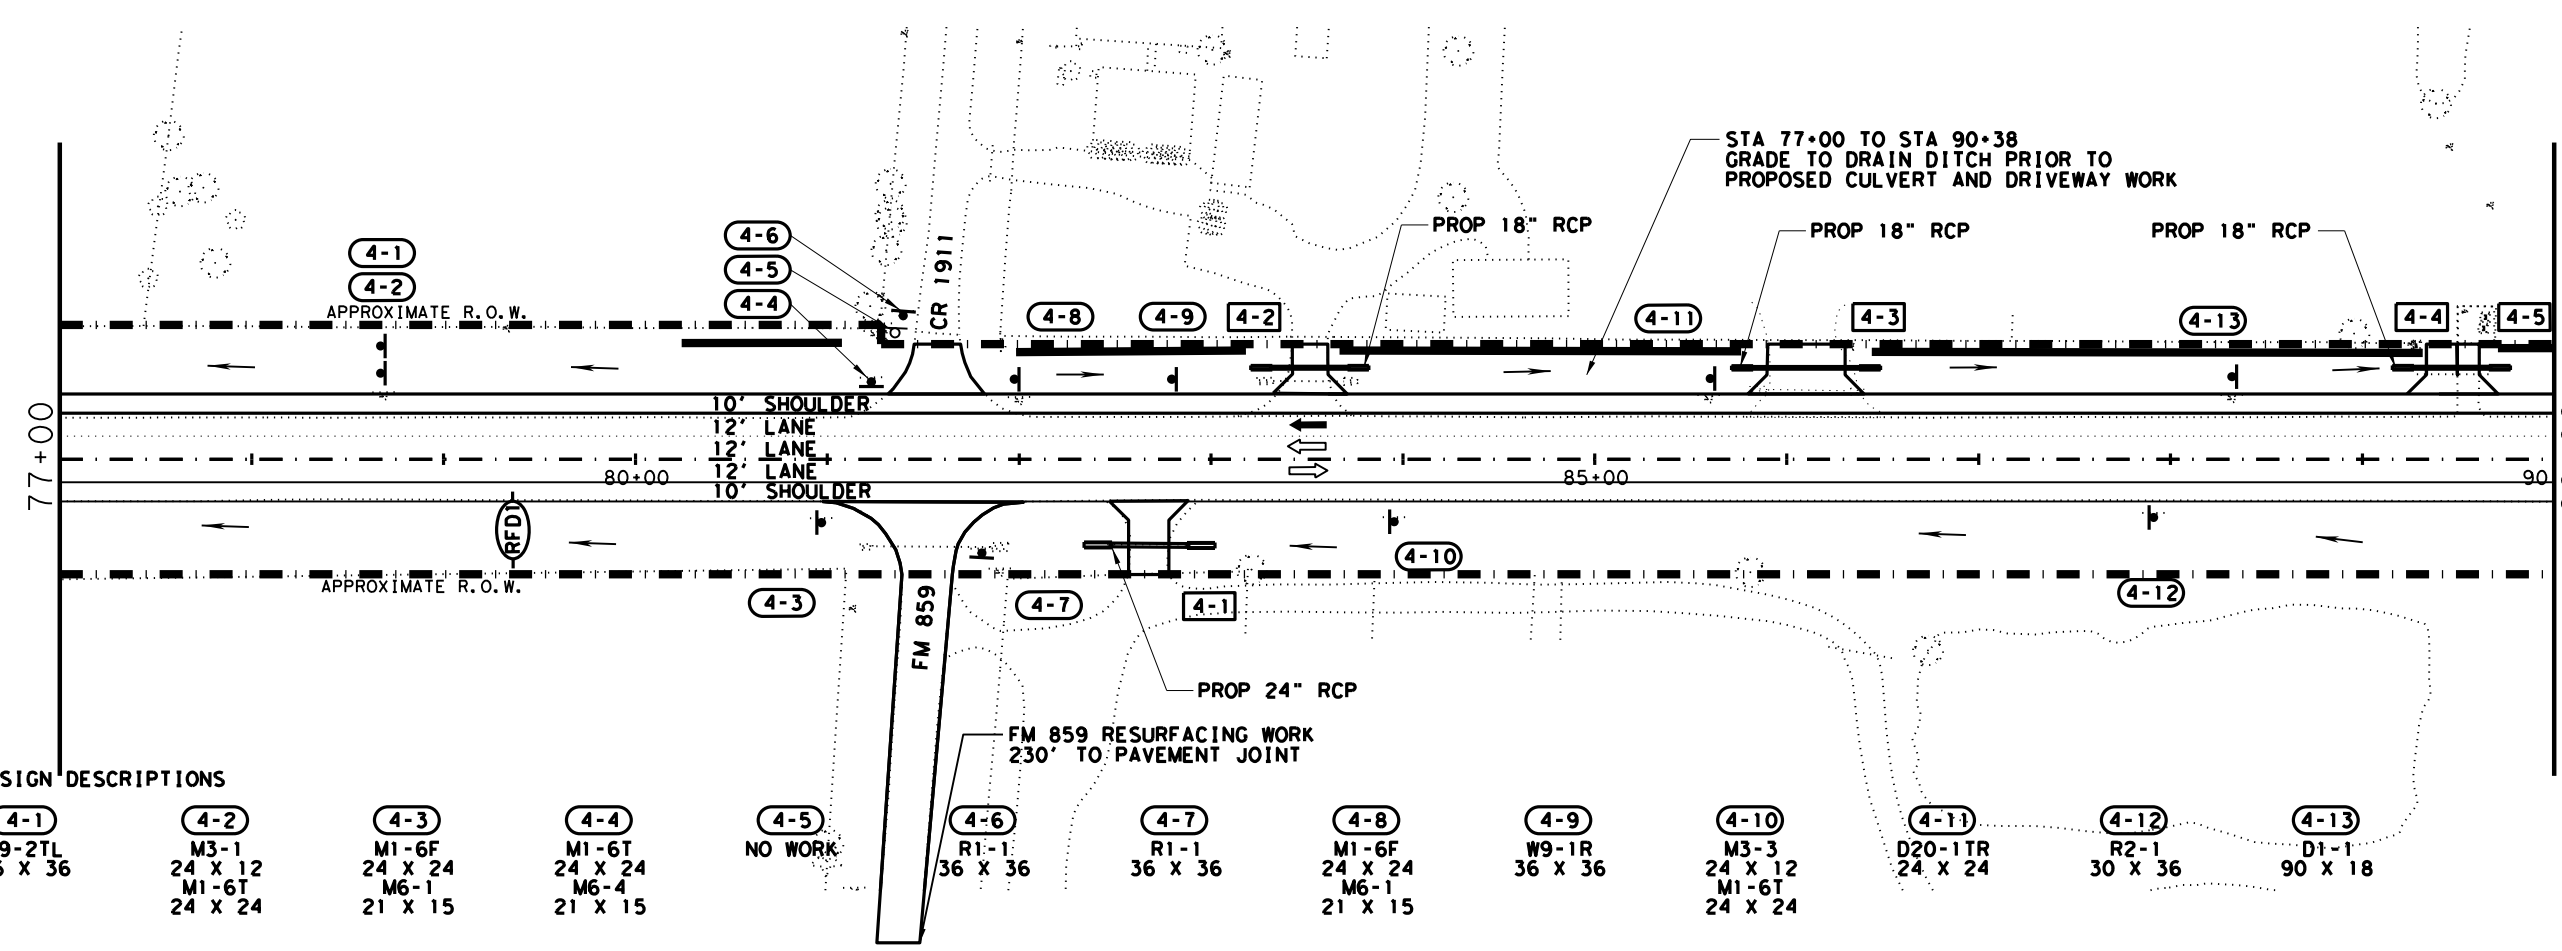 STA 77+00 TO STA 90+38
GRADE TO DRAIN DITCH PRIOR TO
PROPOSED CULVERT AND DRIVEWAY WORK
PROP 18" RCP
PROP 18" RCP
PROP 18" RCP
4-6
4-5
4-4
CR 1911
4-1
4-2
APPROXIMATE R.O.W.
4-8
4-9
4-2
4-11
4-3
4-13
4-4
4-5
77+00
10' SHOULDER
12' LANE
12' LANE
12' LANE
10' SHOULDER
80+00
85+00
90
RFD1
4-10
APPROXIMATE R.O.W.
4-3
FM 859
4-7
4-1
4-12
PROP 24" RCP
FM 859 RESURFACING WORK
230' TO PAVEMENT JOINT
SIGN DESCRIPTIONS
4-1
9-2TL
X 36
4-2
M3-1
24 X 12
M1-6T
24 X 24
4-3
M1-6F
24 X 24
M6-1
21 X 15
4-4
M1-6T
24 X 24
M6-4
21 X 15
4-5
NO WORK
4-6
R1-1
36 X 36
4-7
R1-1
36 X 36
4-8
M1-6F
24 X 24
M6-1
21 X 15
4-9
W9-1R
36 X 36
4-10
M3-3
24 X 12
M1-6T
24 X 24
4-11
D20-1TR
24 X 24
4-12
R2-1
30 X 36
4-13
D1-1
90 X 18